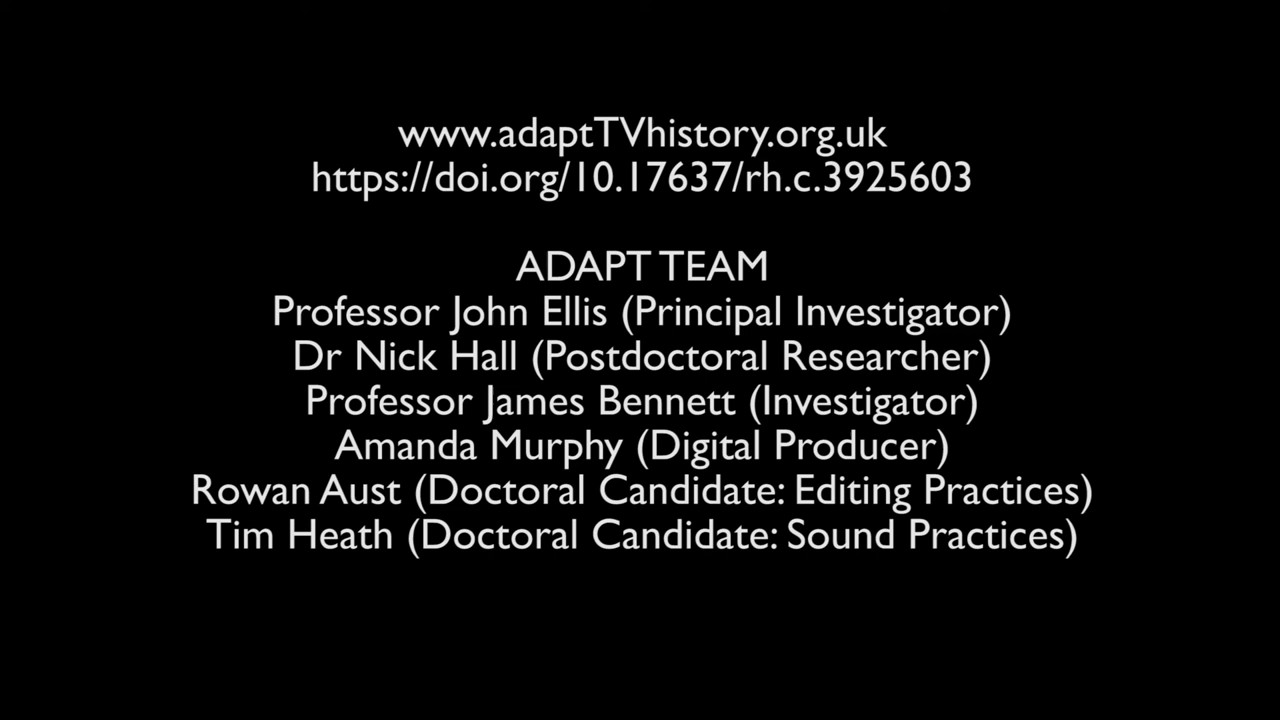 www.adaptTVhistory.org.uk
https://doi.org/10.17637/rh.c.3925603
ADAPT TEAM
Professor John Ellis (Principal Investigator)
Dr Nick Hall (Postdoctoral Researcher)
Professor James Bennett (Investigator)
Amanda Murphy (Digital Producer)
Rowan Aust (Doctoral Candidate: Editing Practices)
Tim Heath (Doctoral Candidate: Sound Practices)